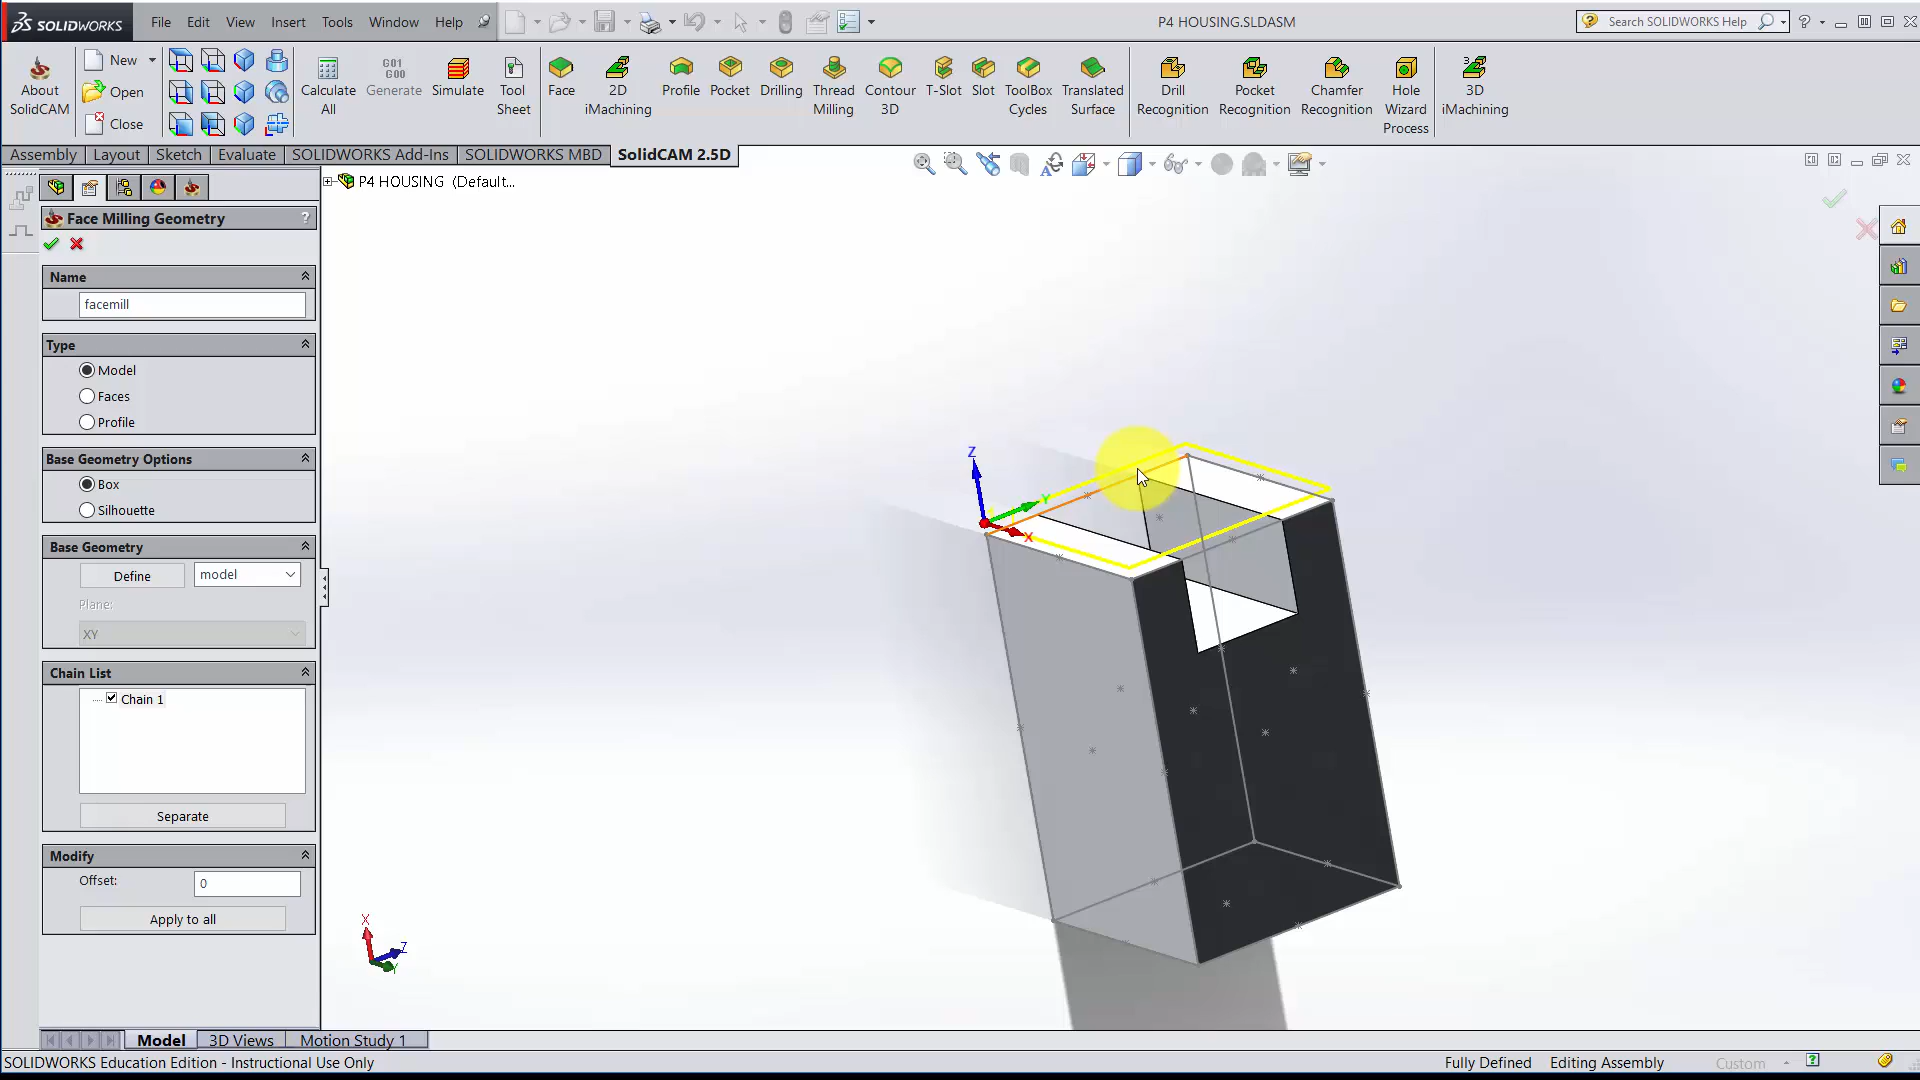 SOLIDWORKS
File Edit View Insert Tools Window Help
P4 HOUSING.SLDASM
Search SOLIDWORKS Help
?
About SolidCAM
New
Open
Close
Calculate All
G01 G00
Generate
Simulate
Tool Sheet
Face
2D iMachining
Profile
Pocket
Drilling
Thread Milling
Contour 3D
T-Slot
Slot
ToolBox Cycles
Translated Surface
Drill Recognition
Pocket Recognition
Chamfer Recognition
Hole Wizard Process
3D iMachining
Assembly Layout Sketch Evaluate SOLIDWORKS Add-Ins SOLIDWORKS MBD SolidCAM 2.5D
P4 HOUSING (Default...
Face Milling Geometry ?
Name
facemill
Type
Model
Faces
Profile
Base Geometry Options
Box
Silhouette
Base Geometry
Define model
Plane:
XY
Chain List
Chain 1
Separate
Modify
Offset: 0
Apply to all
Z
Y
X
X
Z
Y
Model 3D Views Motion Study 1
SOLIDWORKS Education Edition - Instructional Use Only
Fully Defined Editing Assembly Custom